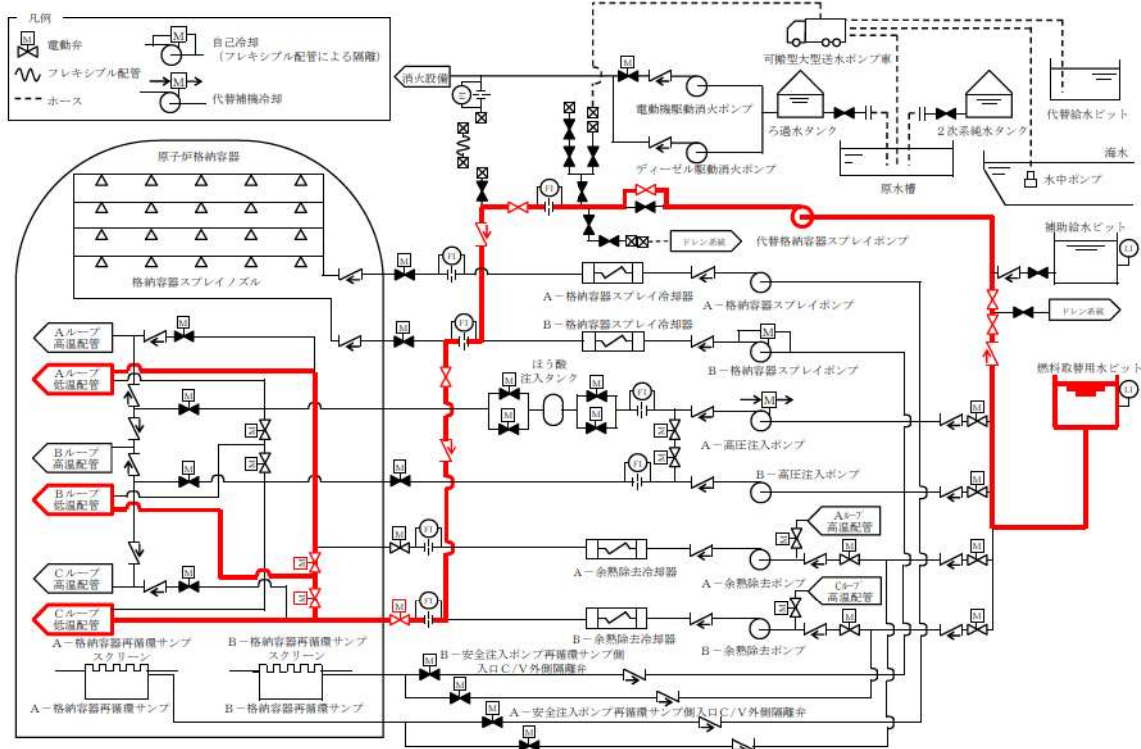 凡例
M
電動弁
フレキシブル配管
ホース
M
自己冷却
(フレキシブル配管による隔離)
M
代替補機冷却
消火設備
FI
M
電動機駆動消火ポンプ
ディーゼル駆動消火ポンプ
可搬型大型送水ポンプ車
ろ過水タンク
2次系純水タンク
原水槽
代替給水ピット
海水
水中ポンプ
原子炉格納容器
格納容器スプレイノズル
FI
代替格納容器スプレイポンプ
ドレン系統
補助給水ピット
LI
ドレン系統
M
FI
A-格納容器スプレイ冷却器
A-格納容器スプレイポンプ
M
FI
B-格納容器スプレイ冷却器
M
B-格納容器スプレイポンプ
Aループ
高温配管
M
Aループ
低温配管
ほう酸
注入タンク
M
M
M
M
M
FI
M
A-高圧注入ポンプ
M
燃料取替用水ピット
LI
Bループ
高温配管
M
M
M
M
M
M
FI
B-高圧注入ポンプ
M
Bループ
低温配管
M
FI
A-余熱除去冷却器
A-余熱除去ポンプ
M
Aループ
高温配管
M
M
Cループ
高温配管
M
M
M
Cループ
低温配管
M
FI
B-余熱除去冷却器
B-余熱除去ポンプ
M
Cループ
高温配管
M
M
A-格納容器再循環サンプ
スクリーン
B-格納容器再循環サンプ
スクリーン
B-安全注入ポンプ再循環サンプ側
入口C/V外側隔離弁
M
M
A-格納容器再循環サンプ
B-格納容器再循環サンプ
M
A-安全注入ポンプ再循環サンプ側入口C/V外側隔離弁
M